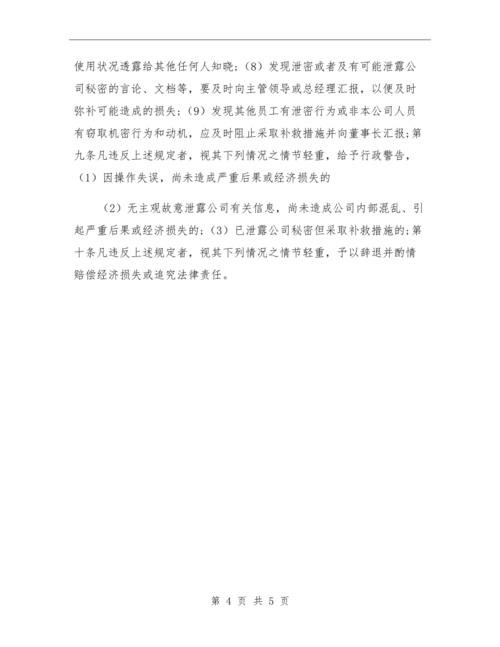 使用状况透露给其他任何人知晓;（8）发现泄密或者及有可能泄露公
司秘密的言论、文档等，要及时向主管领导或总经理汇报，以便及时
弥补可能造成的损失;（9）发现其他员工有泄密行为或非本公司人员
有窃取机密行为和动机，应及时阻止采取补救措施并向董事长汇报;第
九条凡违反上述规定者，视其下列情况之情节轻重，给予行政警告，
（1）因操作失误，尚未造成严重后果或经济损失的
（2）无主观故意泄露公司有关信息，尚未造成公司内部混乱、引
起严重后果或经济损失的;（3）已泄露公司秘密但采取补救措施的;第
十条凡违反上述规定者，视其下列情况之情节轻重，予以辞退并酌情
赔偿经济损失或追究法律责任。
第 4 页 共 5 页